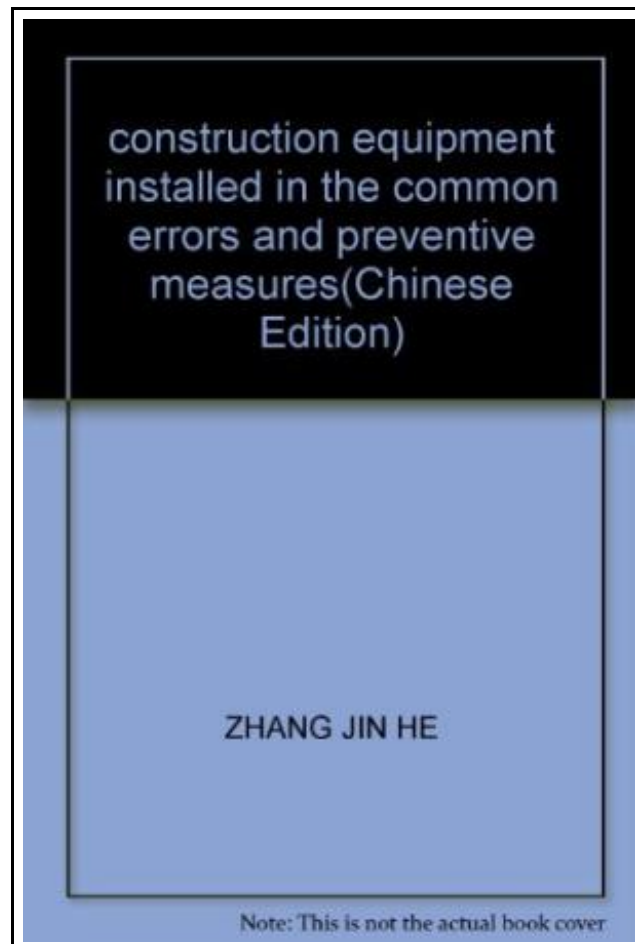 construction equipment
installed in the common
errors and preventive
measures(Chinese
Edition)
ZHANG JIN HE
Note: This is not the actual book cover